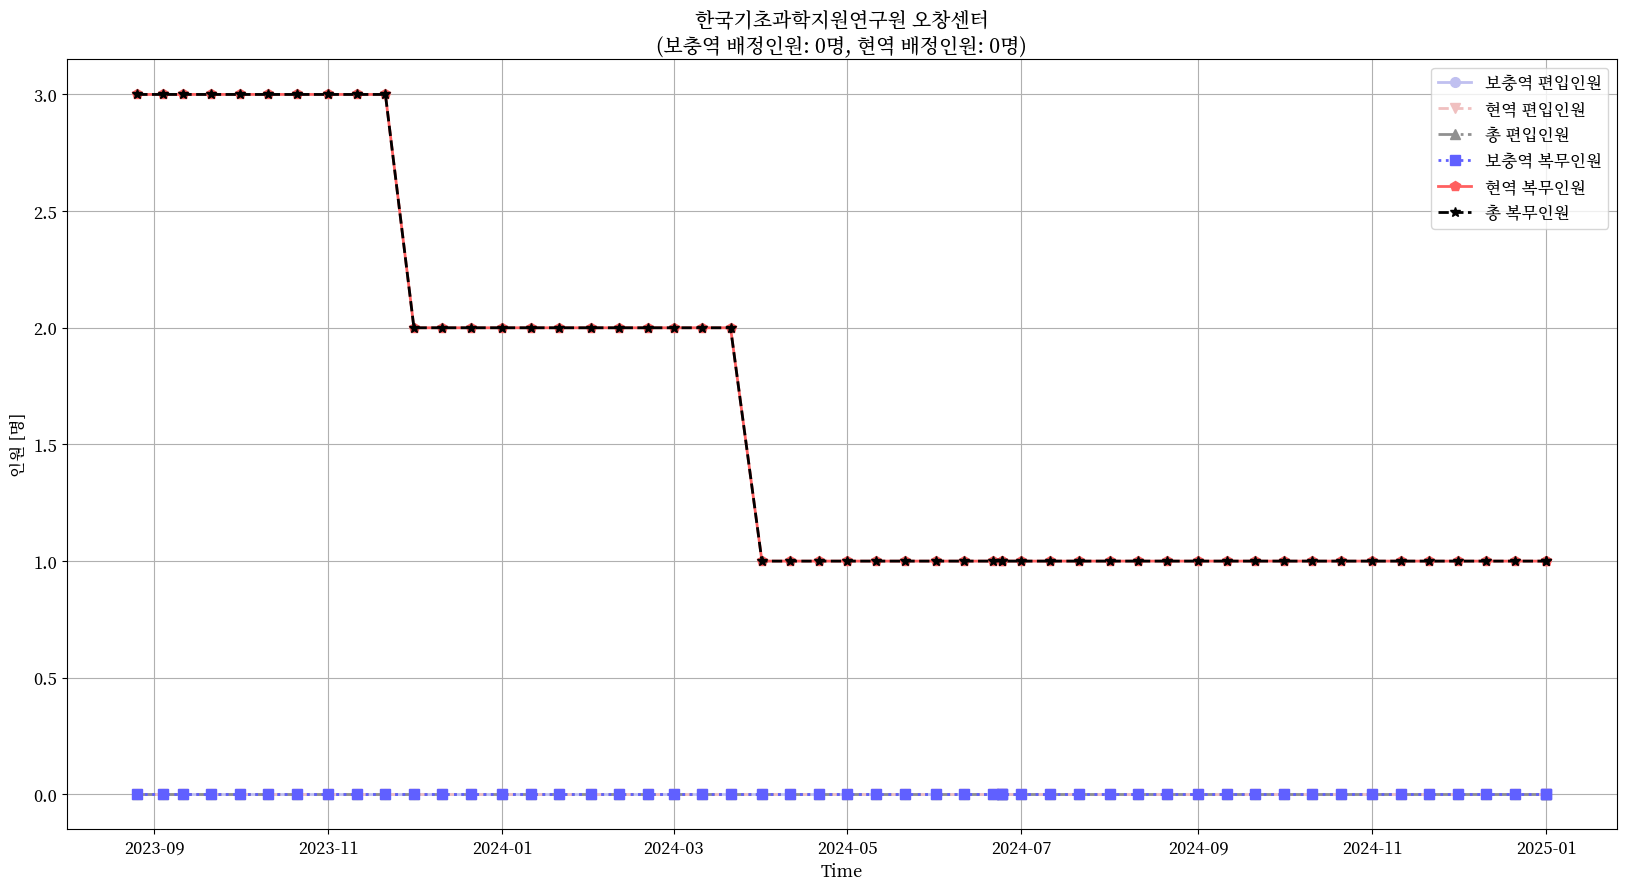 한국기초과학지원연구원 오창센터
(보충역 배정인원: 0명, 현역 배정인원: 0명)
보충역 편입인원
현역 편입인원
총 편입인원
보충역 복무인원
현역 복무인원
총 복무인원
인원 [명]
3.0
2.5
2.0
1.5
1.0
0.5
0.0
2023-09
2023-11
2024-01
2024-03
2024-05
2024-07
2024-09
2024-11
2025-01
Time